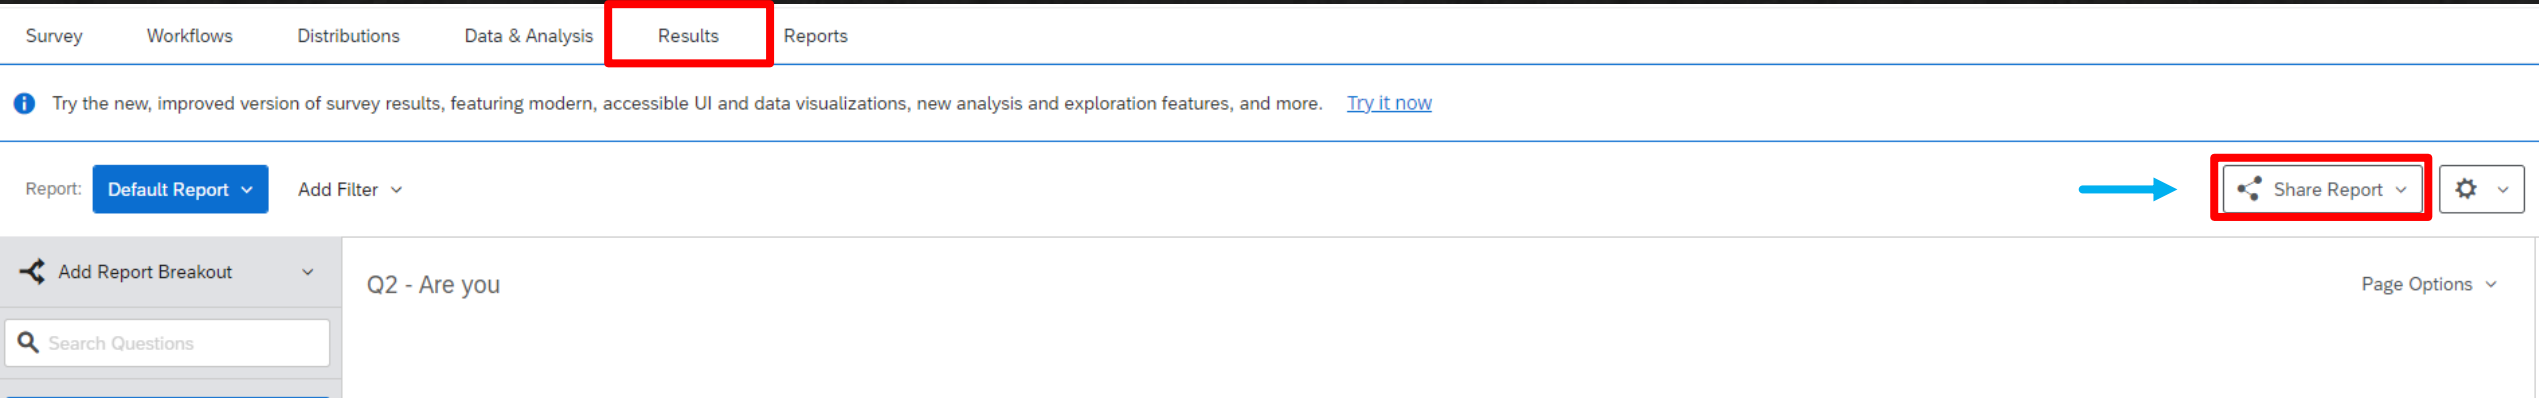 Survey Workflows Distributions Data & Analysis Results Reports
Try the new, improved version of survey results, featuring modern, accessible UI and data visualizations, new analysis and exploration features, and more. Try it now
Report: Default Report Add Filter Share Report
Add Report Breakout
Q2 - Are you
Page Options
Search Questions